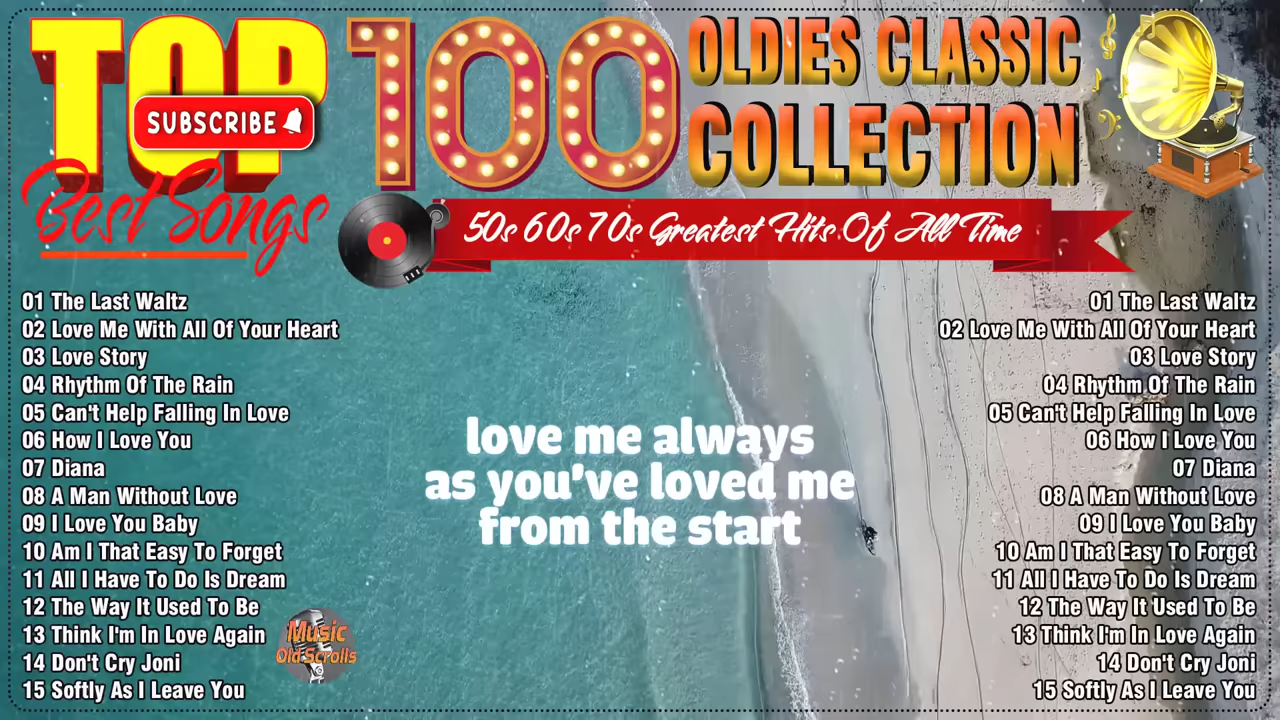 TOP
SUBSCRIBE
Best Songs
100
OLDIES CLASSIC
COLLECTION
50s 60s 70s Greatest Hits Of All Time
01 The Last Waltz
02 Love Me With All Of Your Heart
03 Love Story
04 Rhythm Of The Rain
05 Can't Help Falling In Love
06 How I Love You
07 Diana
08 A Man Without Love
09 I Love You Baby
10 Am I That Easy To Forget
11 All I Have To Do Is Dream
12 The Way It Used To Be
13 Think I'm In Love Again
14 Don't Cry Joni
15 Softly As I Leave You
love me always
as you've loved me
from the start
Music
Old Scrolls
01 The Last Waltz
02 Love Me With All Of Your Heart
03 Love Story
04 Rhythm Of The Rain
05 Can't Help Falling In Love
06 How I Love You
07 Diana
08 A Man Without Love
09 I Love You Baby
10 Am I That Easy To Forget
11 All I Have To Do Is Dream
12 The Way It Used To Be
13 Think I'm In Love Again
14 Don't Cry Joni
15 Softly As I Leave You